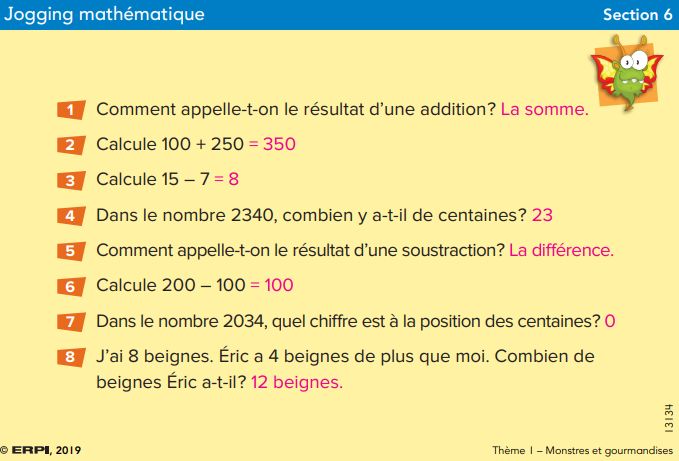 Jogging mathématique
Section 6
1 Comment appelle-t-on le résultat d'une addition? La somme.
2 Calcule 100 + 250 = 350
3 Calcule 15 – 7 = 8
4 Dans le nombre 2340, combien y a-t-il de centaines? 23
5 Comment appelle-t-on le résultat d'une soustraction? La différence.
6 Calcule 200 – 100 = 100
7 Dans le nombre 2034, quel chiffre est à la position des centaines? 0
8 J'ai 8 beignes. Éric a 4 beignes de plus que moi. Combien de
beignes Éric a-t-il? 12 beignes.
13134
© ERPI, 2019
Thème 1 – Monstres et gourmandises